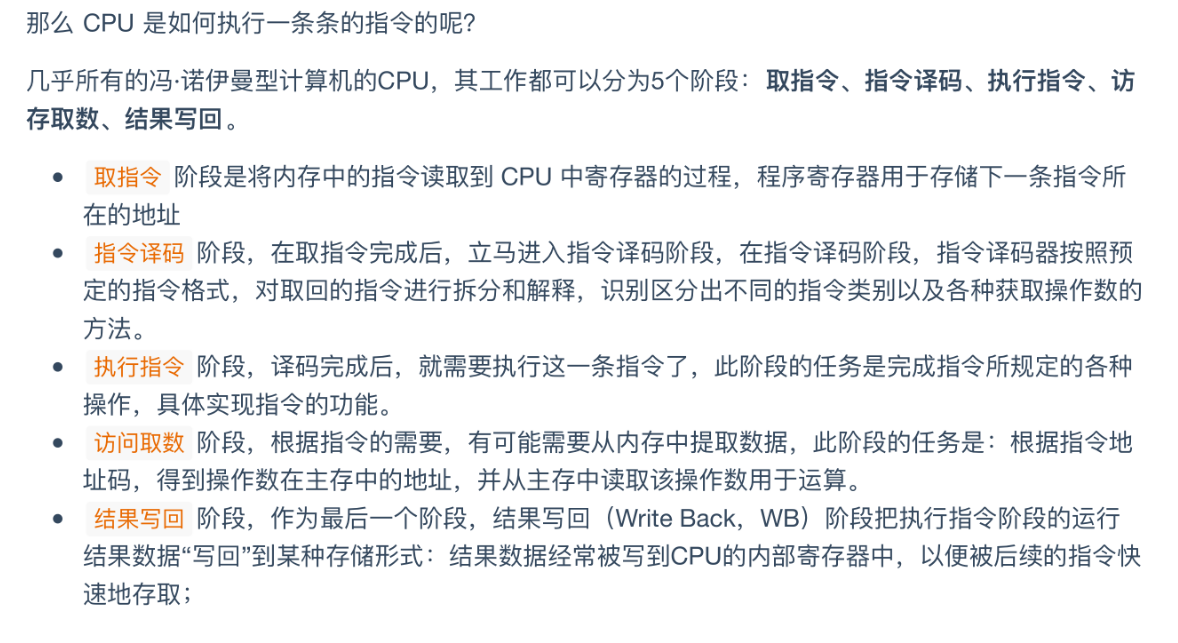 那么 CPU 是如何执行一条条的指令的呢？
几乎所有的冯·诺伊曼型计算机的CPU，其工作都可以分为5个阶段：取指令、指令译码、执行指令、访
存取数、结果写回。
取指令 阶段是将内存中的指令读取到 CPU 中寄存器的过程，程序寄存器用于存储下一条指令所
在的地址
指令译码 阶段，在取指令完成后，立马进入指令译码阶段，在指令译码阶段，指令译码器按照预
定的指令格式，对取回的指令进行拆分和解释，识别区分出不同的指令类别以及各种获取操作数的
方法。
执行指令 阶段，译码完成后，就需要执行这一条指令了，此阶段的任务是完成指令所规定的各种
操作，具体实现指令的功能。
访问取数 阶段，根据指令的需要，有可能需要从内存中提取数据，此阶段的任务是：根据指令地
址码，得到操作数在主存中的地址，并从主存中读取该操作数用于运算。
结果写回 阶段，作为最后一个阶段，结果写回（Write Back，WB）阶段把执行指令阶段的运行
结果数据“写回”到某种存储形式：结果数据经常被写到CPU的内部寄存器中，以便被后续的指令快
速地存取；